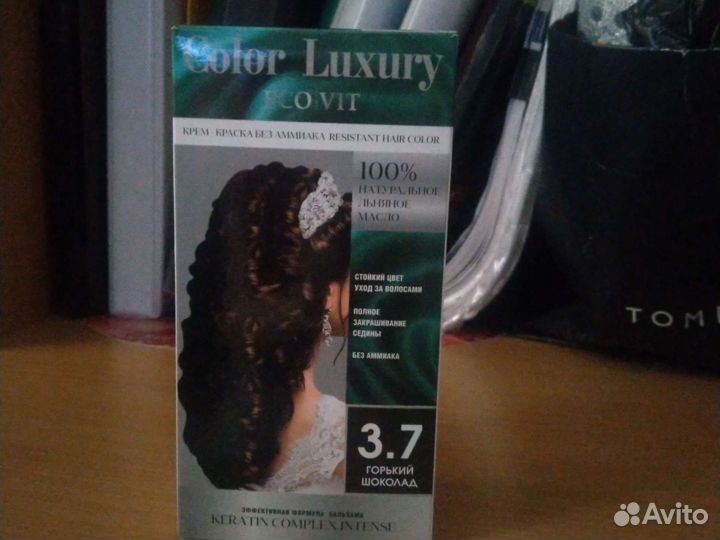 Color Luxury
ECO VIT
КРЕМ - КРАСКА БЕЗ АММИАКА RESISTANT HAIR COLOR
100%
НАТУРАЛЬНОЕ
ЛЬНЯНОЕ
МАСЛО
СТОЙКИЙ ЦВЕТ
УХОД ЗА ВОЛОСАМИ
ПОЛНОЕ
ЗАКРАШИВАНИЕ
СЕДИНЫ
БЕЗ АММИАКА
3.7
ГОРЬКИЙ
ШОКОЛАД
ЭФФЕКТИВНАЯ ФОРМУЛА БАЛЬЗАМА
KERATIN COMPLEX INTENSE
TOM
Avito